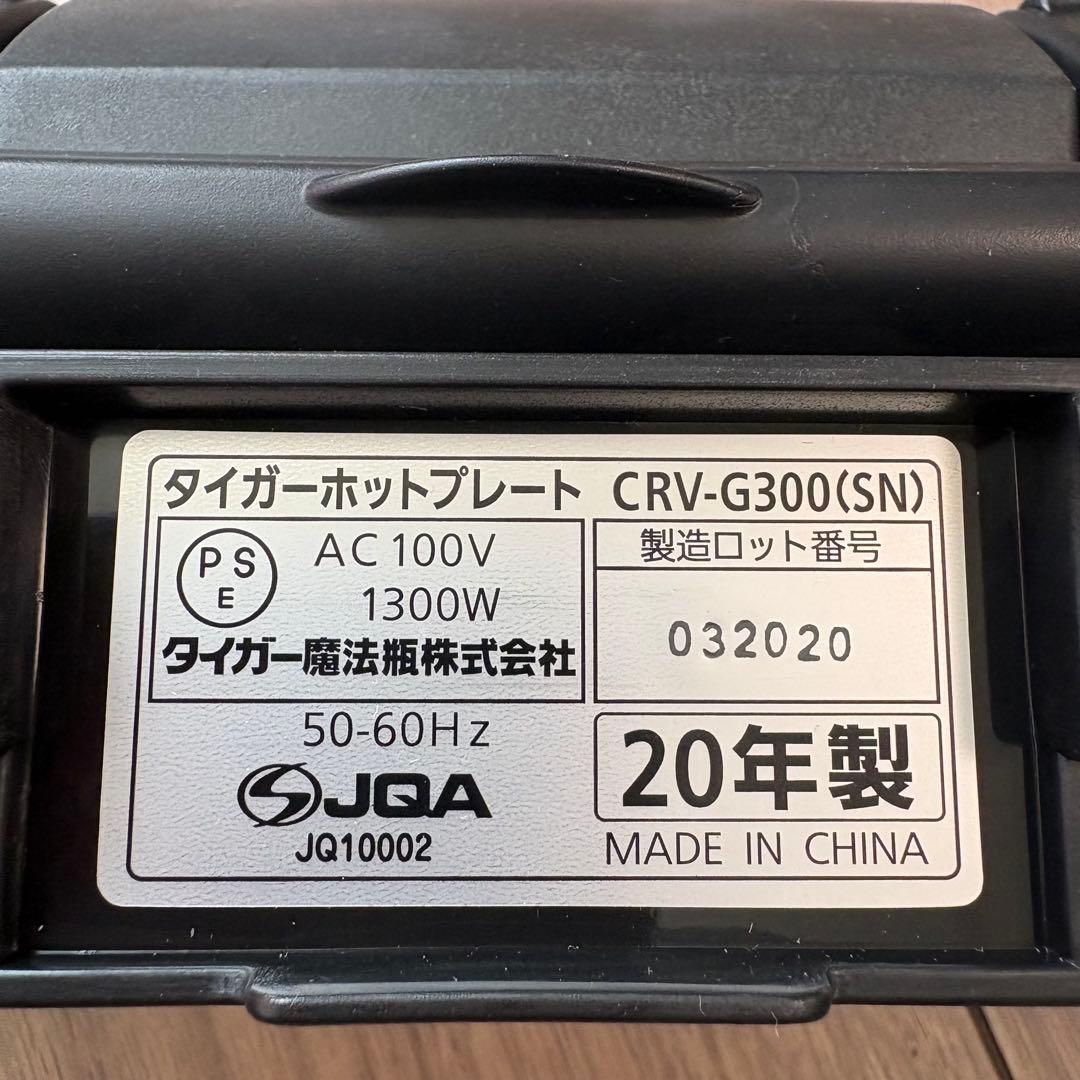 タイガーホットプレート CRV-G300(SN)
PSE
AC100V
1300W
タイガー魔法瓶株式会社
製造ロット番号
032020
50-60Hz
JQA
JQ10002
20年製
MADE IN CHINA